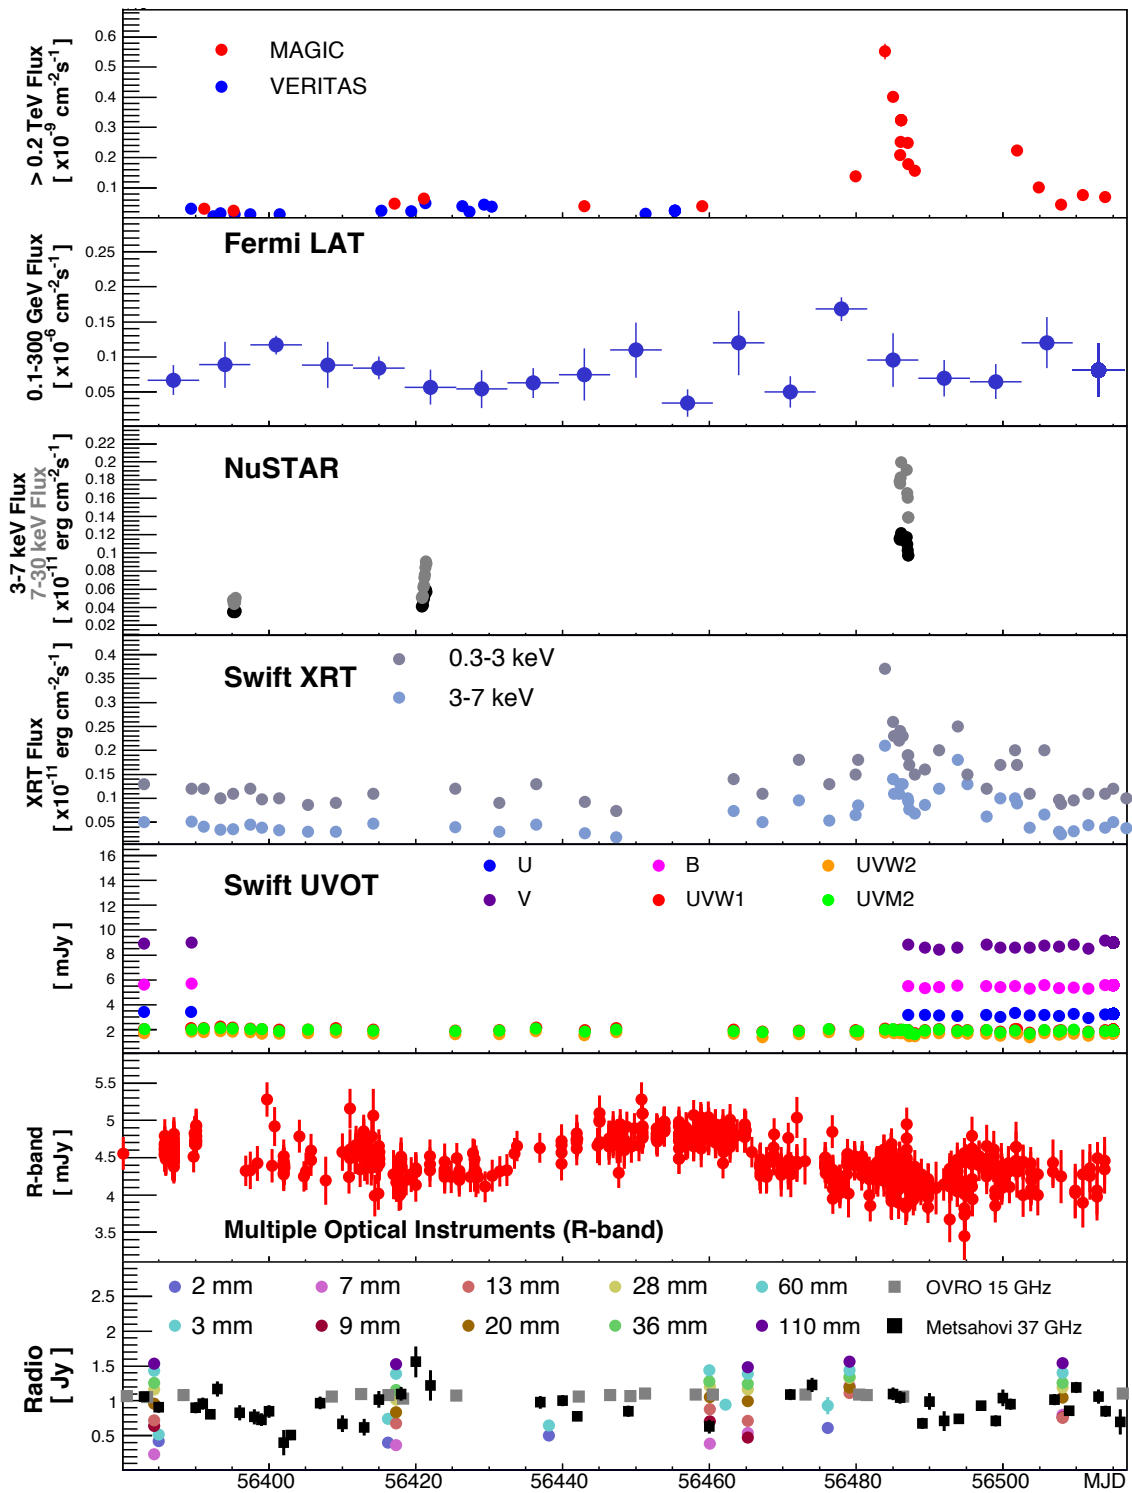 0.6
0.5
0.4
0.3
0.2
0.1
> 0.2 TeV Flux
[ x10-9 cm-2s-1]
MAGIC
VERITAS
0.25
0.2
0.15
0.1
0.05
0.1-300 GeV Flux
[x10-6 cm-2s-1]
Fermi LAT
0.22
0.2
0.18
0.16
0.14
0.12
0.1
0.08
0.06
0.04
0.02
3-7 keV Flux
7-30 keV Flux
[ x10-11 erg cm-2s-1]
NuSTAR
0.4
0.35
0.3
0.25
0.2
0.15
0.1
0.05
XRT Flux
[ x10-11 erg cm-2s-1]
Swift XRT
0.3-3 keV
3-7 keV
16
14
12
10
8
6
4
2
[ mJy ]
Swift UVOT
U
B
UVW2
V
UVW1
UVM2
5.5
5
4.5
4
3.5
R-band
[ mJy ]
Multiple Optical Instruments (R-band)
2.5
2
1.5
1
0.5
Radio
[ Jy ]
2 mm
7 mm
13 mm
28 mm
60 mm
OVRO 15 GHz
3 mm
9 mm
20 mm
36 mm
110 mm
Metsahovi 37 GHz
56400
56420
56440
56460
56480
56500
MJD